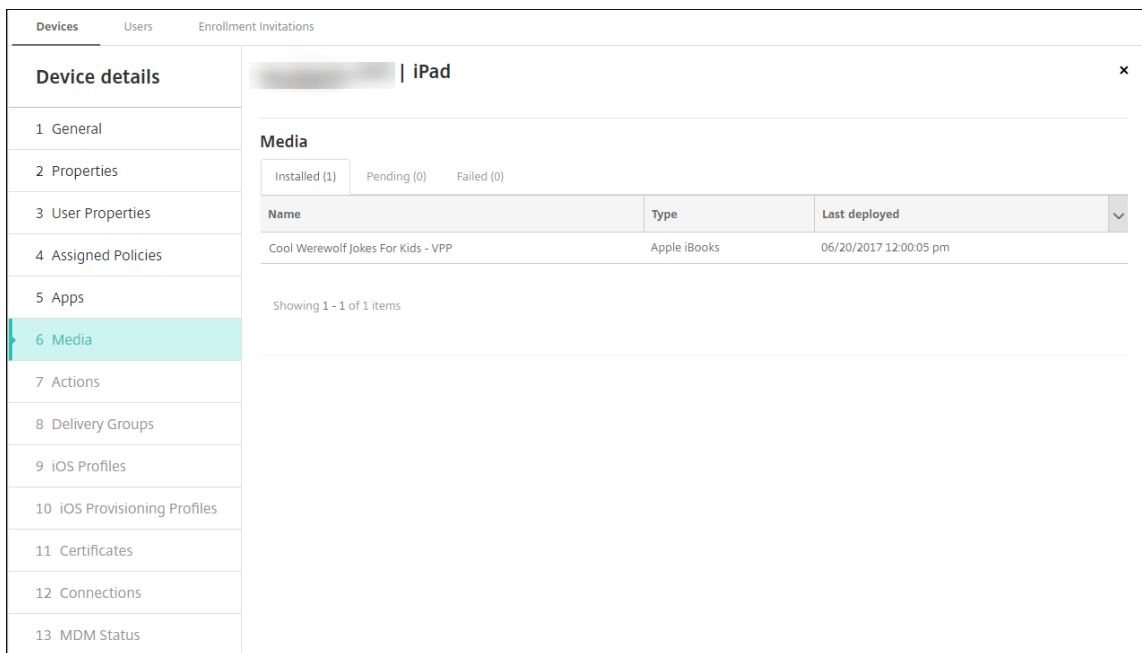 Devices Users Enrollment Invitations
Device details
| iPad
×
1 General
2 Properties
3 User Properties
4 Assigned Policies
5 Apps
6 Media
7 Actions
8 Delivery Groups
9 iOS Profiles
10 iOS Provisioning Profiles
11 Certificates
12 Connections
13 MDM Status
Media
Installed (1) Pending (0) Failed (0)
Name Type Last deployed
Cool Werewolf Jokes For Kids - VPP Apple iBooks 06/20/2017 12:00:05 pm
Showing 1 - 1 of 1 items